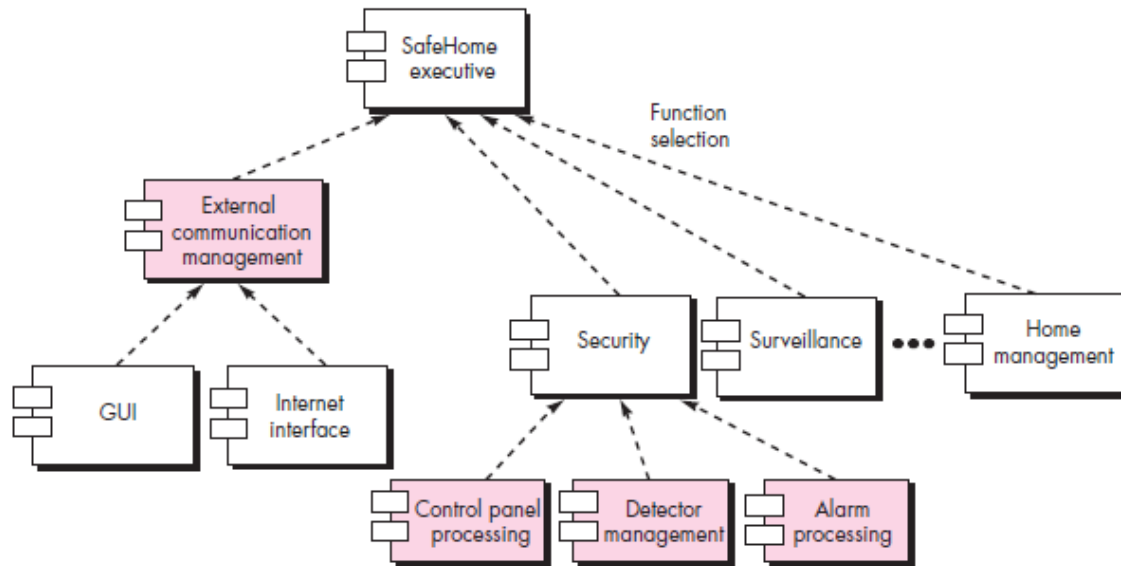 SafeHome
executive
Function
selection
External
communication
management
Security
Surveillance
Home
management
GUI
Internet
interface
Control panel
processing
Detector
management
Alarm
processing